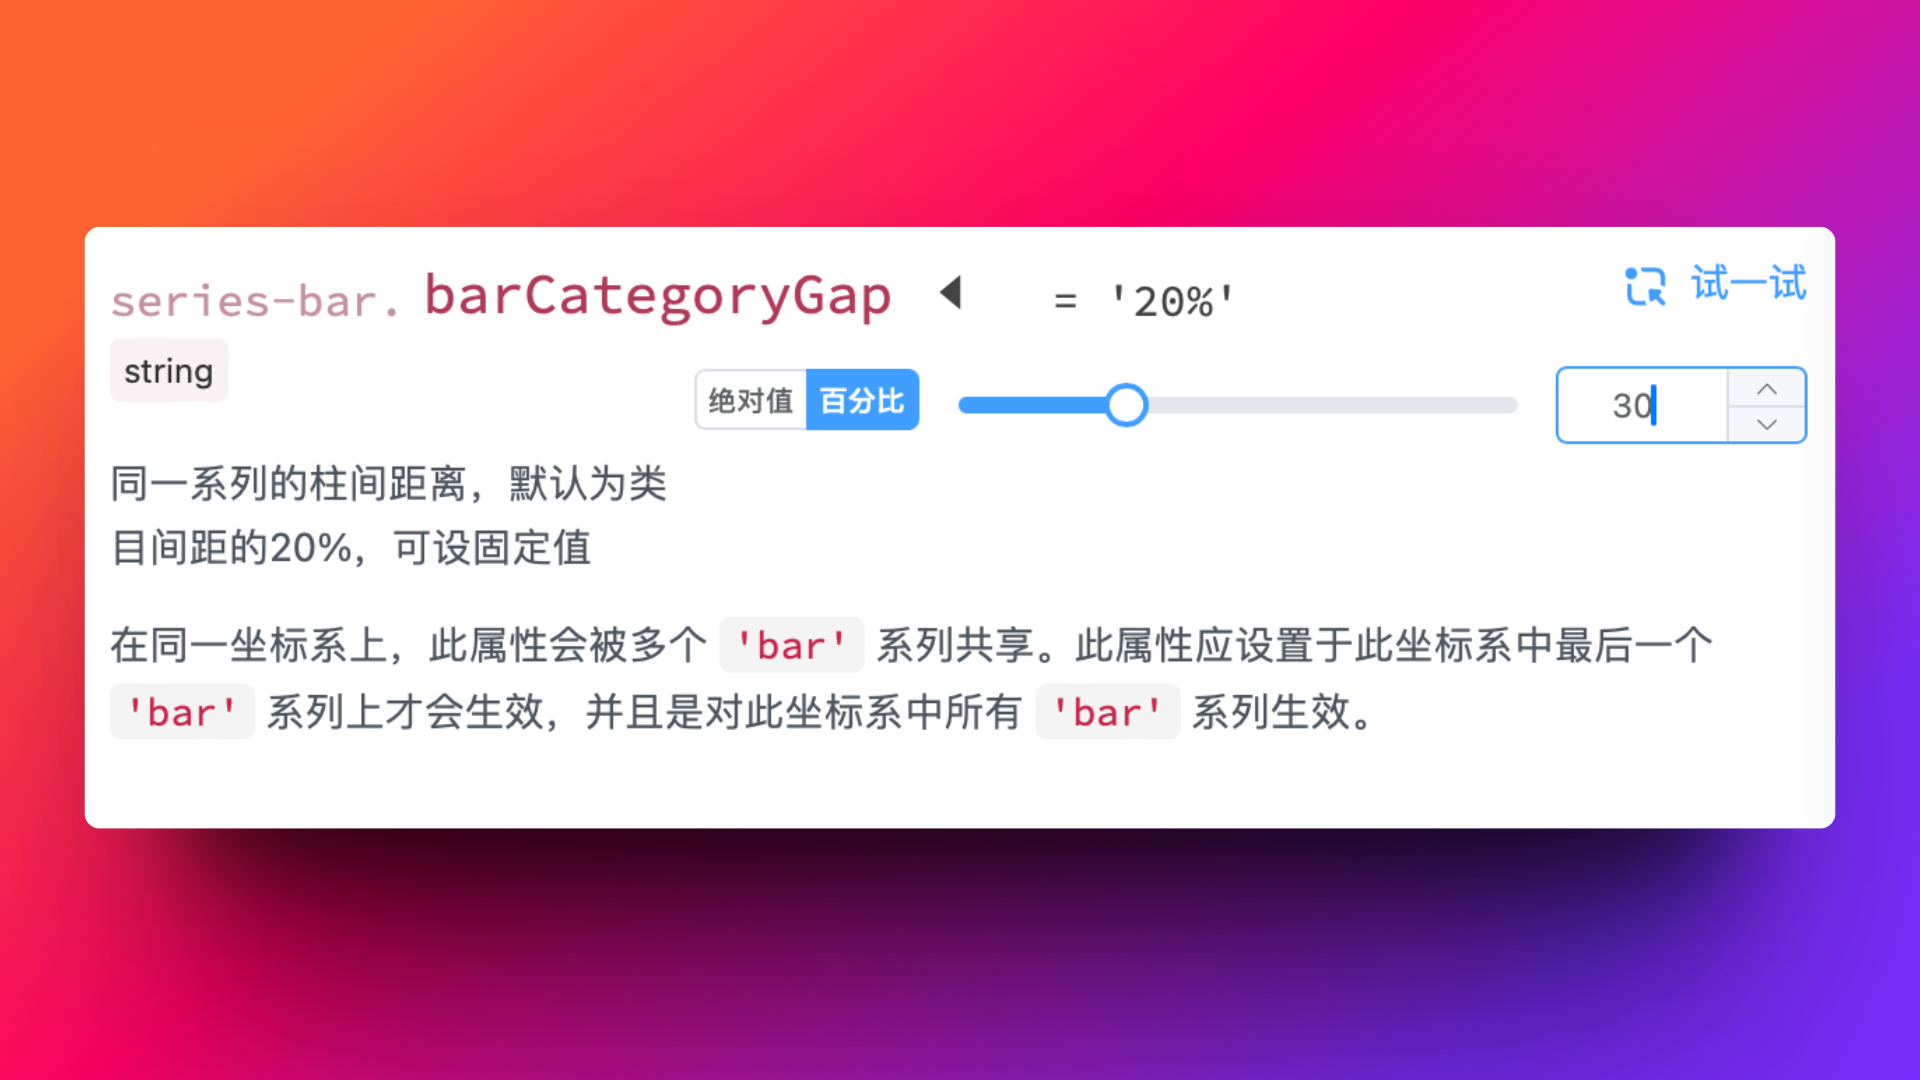 series-bar. barCategoryGap = '20%'
试一试
string
绝对值 百分比
30
同一系列的柱间距离，默认为类
目间距的20%，可设固定值
在同一坐标系上，此属性会被多个 'bar' 系列共享。此属性应设置于此坐标系中最后一个
'bar' 系列上才会生效，并且是对此坐标系中所有 'bar' 系列生效。